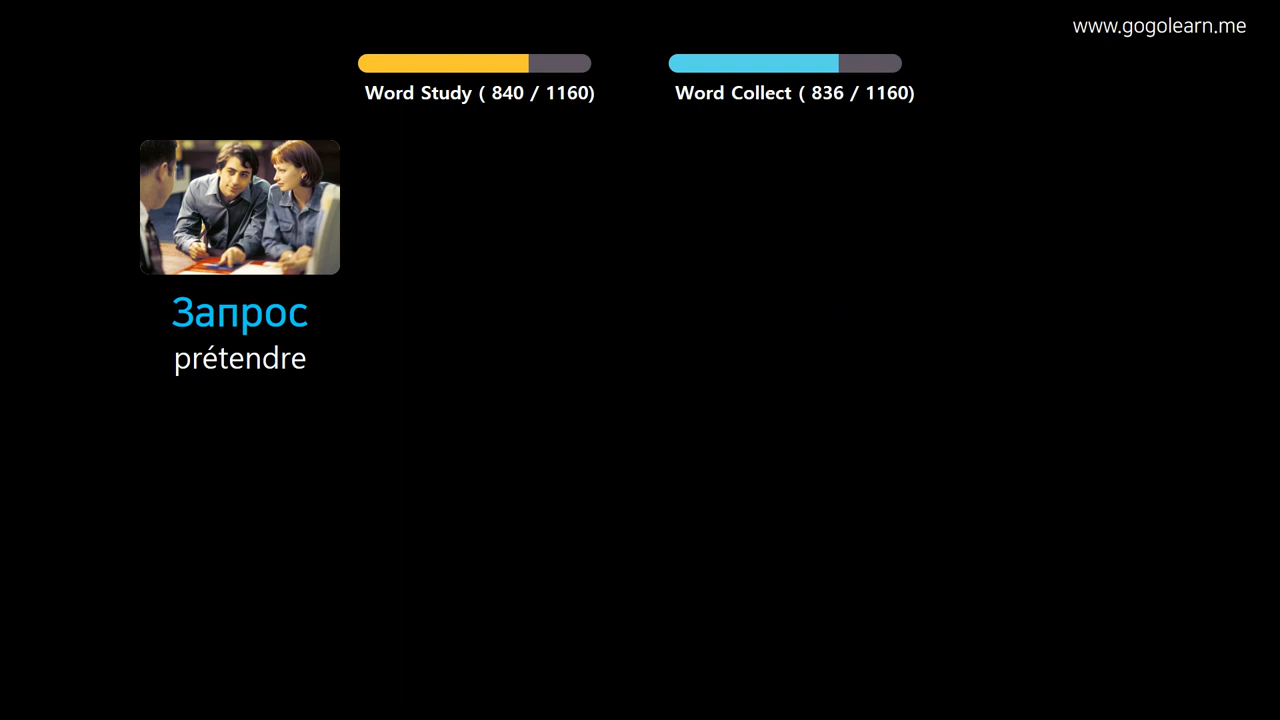 www.gogolearn.me
Word Study ( 840 / 1160)
Word Collect ( 836 / 1160)
Запрос
prétendre